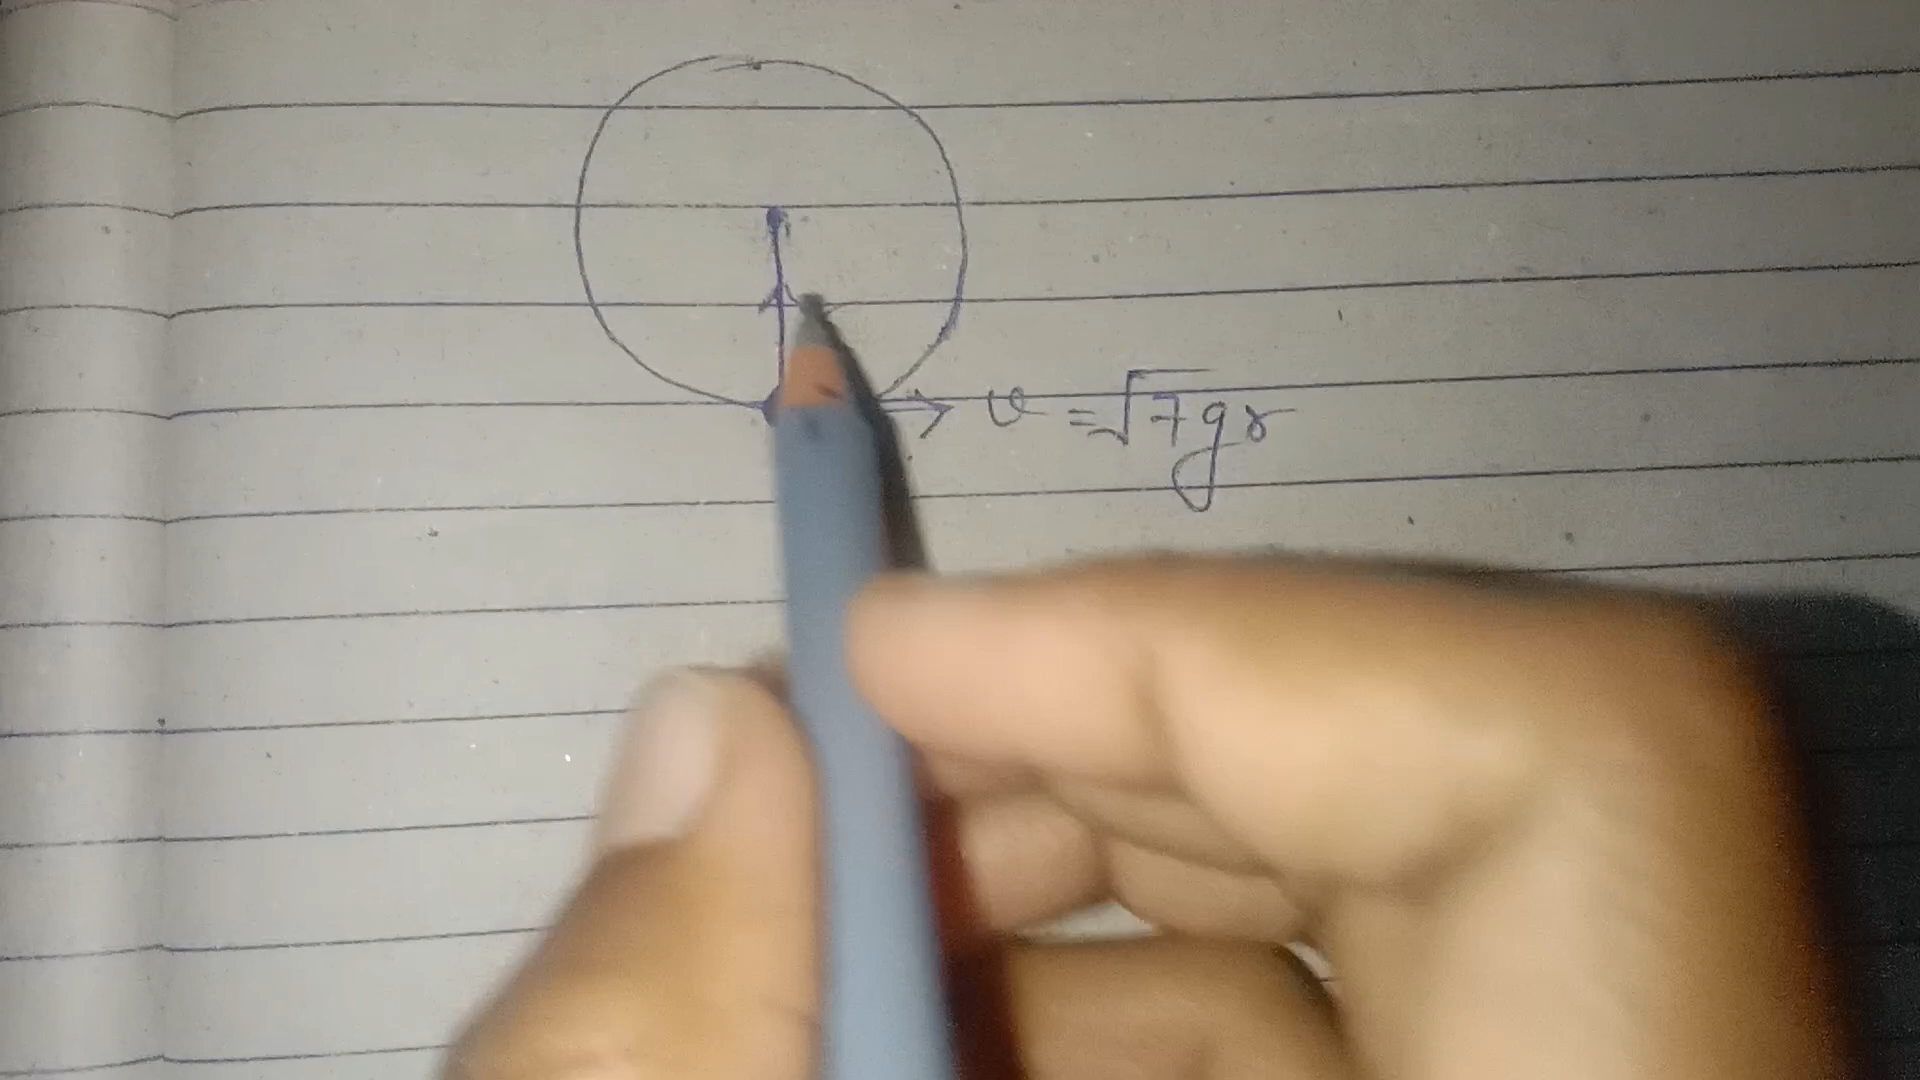 v = √7gr